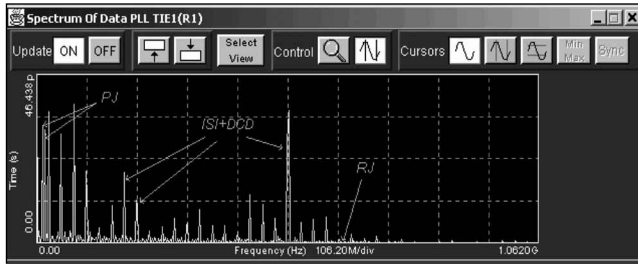 Spectrum Of Data PLL TIE1(R1)
Update ON OFF Select View Control Cursors Min Max Sync
46.438P
PJ
ISI+DCD
Time (s)
RJ
0.00
0.00 Frequency (Hz) 106.20M/div 1.0620G